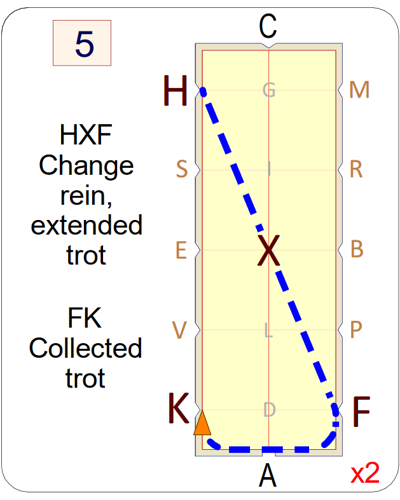 5
HXF
Change
rein,
extended
trot
FK
Collected
trot
C
H G M
S I R
E X B
V L P
K D F
A
x2